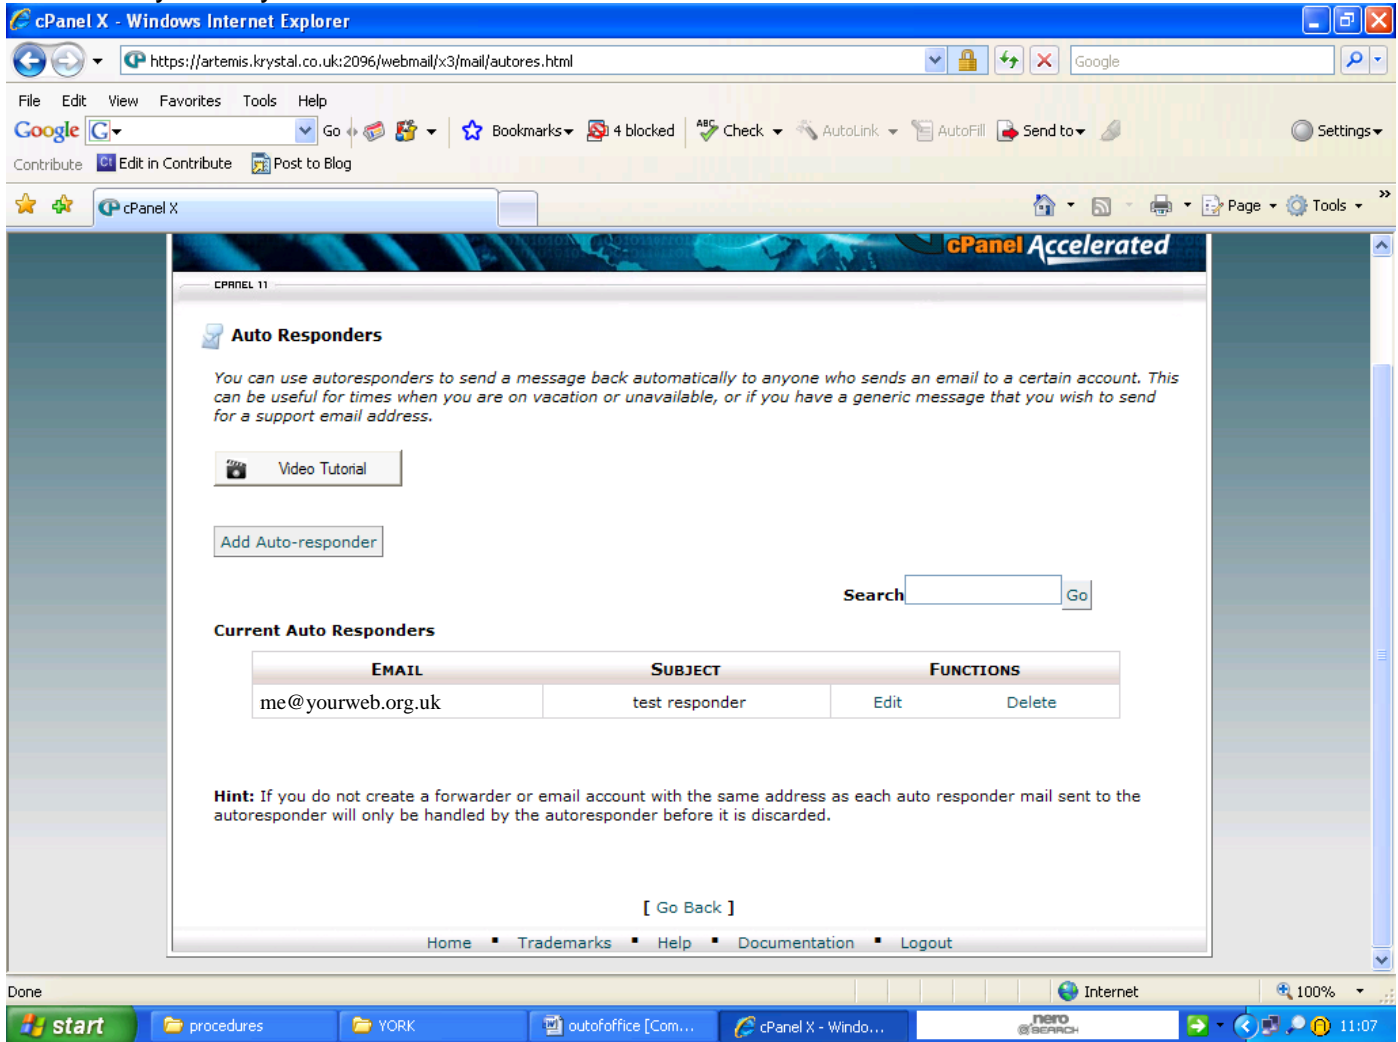 cPanel X - Windows Internet Explorer
https://artemis.krystal.co.uk:2096/webmail/x3/mail/autores.html
Google
File Edit View Favorites Tools Help
Google G Go Bookmarks 4 blocked ABC Check AutoLink AutoFill Send to Settings
Contribute Ct Edit in Contribute Post to Blog
cPanel X
Page Tools »
cPanel Accelerated
CPANEL 11
Auto Responders
You can use autoresponders to send a message back automatically to anyone who sends an email to a certain account. This
can be useful for times when you are on vacation or unavailable, or if you have a generic message that you wish to send
for a support email address.
Video Tutorial
Add Auto-responder
Search Go
Current Auto Responders
EMAIL SUBJECT FUNCTIONS
me@yourweb.org.uk test responder Edit Delete
Hint: If you do not create a forwarder or email account with the same address as each auto responder mail sent to the
autoresponder will only be handled by the autoresponder before it is discarded.
[ Go Back ]
Home ▪ Trademarks ▪ Help ▪ Documentation ▪ Logout
Done Internet 100%
start procedures YORK outofoffice [Com... cPanel X - Windo... nero SEARCH 11:07